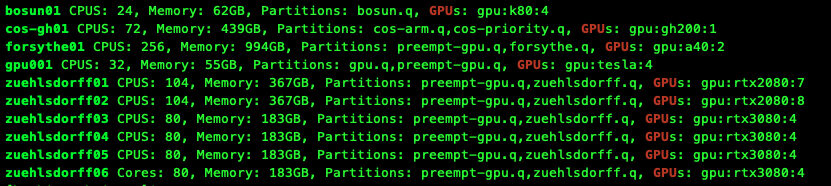 bosun01 CPUS: 24, Memory: 62GB, Partitions: bosun.q, GPUs: gpu:k80:4
cos-gh01 CPUS: 72, Memory: 439GB, Partitions: cos-arm.q,cos-priority.q, GPUs: gpu:gh200:1
forsythe01 CPUS: 256, Memory: 994GB, Partitions: preempt-gpu.q,forsythe.q, GPUs: gpu:a40:2
gpu001 CPUS: 32, Memory: 55GB, Partitions: gpu.q,preempt-gpu.q, GPUs: gpu:tesla:4
zuehlsdorff01 CPUS: 104, Memory: 367GB, Partitions: preempt-gpu.q,zuehlsdorff.q, GPUs: gpu:rtx2080:7
zuehlsdorff02 CPUS: 104, Memory: 367GB, Partitions: preempt-gpu.q,zuehlsdorff.q, GPUs: gpu:rtx2080:8
zuehlsdorff03 CPUS: 80, Memory: 183GB, Partitions: preempt-gpu.q,zuehlsdorff.q, GPUs: gpu:rtx3080:4
zuehlsdorff04 CPUS: 80, Memory: 183GB, Partitions: preempt-gpu.q,zuehlsdorff.q, GPUs: gpu:rtx3080:4
zuehlsdorff05 CPUS: 80, Memory: 183GB, Partitions: preempt-gpu.q,zuehlsdorff.q, GPUs: gpu:rtx3080:4
zuehlsdorff06 Cores: 80, Memory: 183GB, Partitions: preempt-gpu.q,zuehlsdorff.q, GPUs: gpu:rtx3080:4